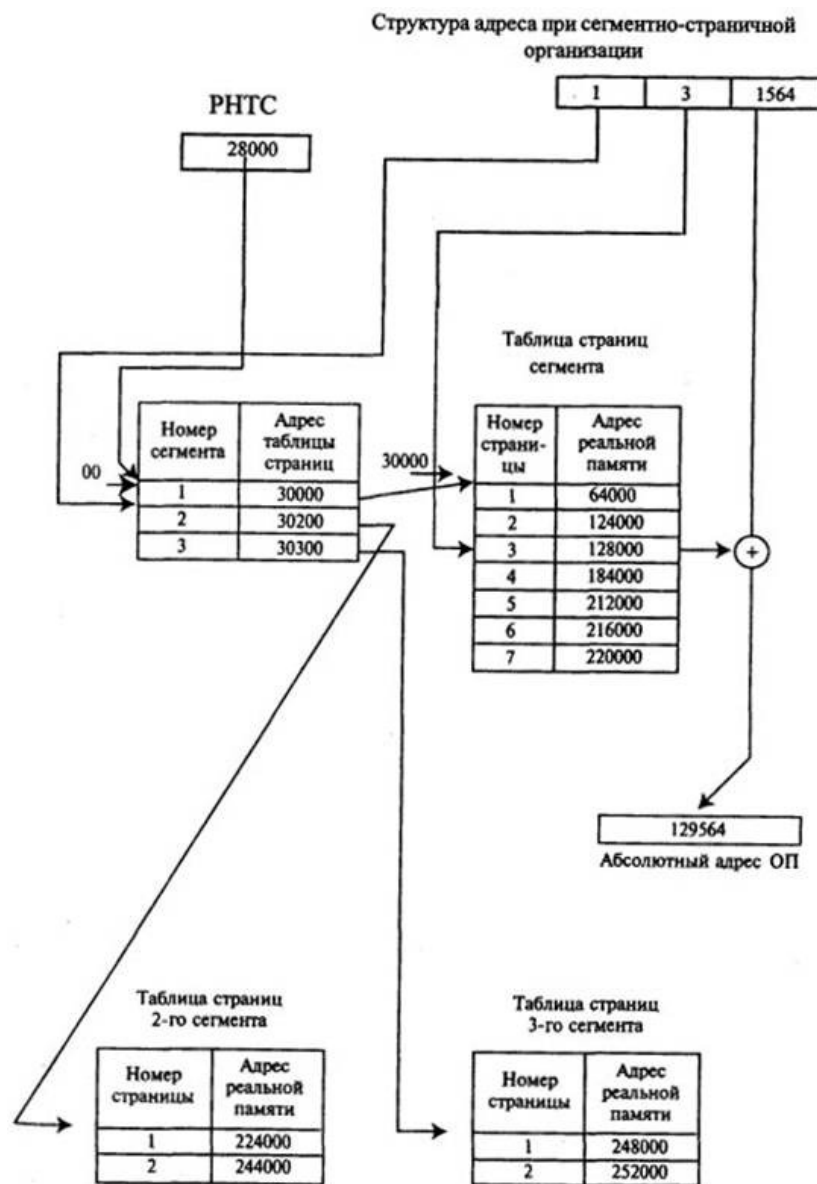 Структура адреса при сегментно-страничной
организации
1 3 1564
РНТС
28000
Таблица страниц
сегмента
Номер
сегмента
Адрес
таблицы
страниц
1 30000
2 30200
3 30300
00
30000
Номер
страни-
цы
Адрес
реальной
памяти
1 64000
2 124000
3 128000
4 184000
5 212000
6 216000
7 220000
+
129564
Абсолютный адрес ОП
Таблица страниц
2-го сегмента
Номер
страницы
Адрес
реальной
памяти
1 224000
2 244000
Таблица страниц
3-го сегмента
Номер
страницы
Адрес
реальной
памяти
1 248000
2 252000